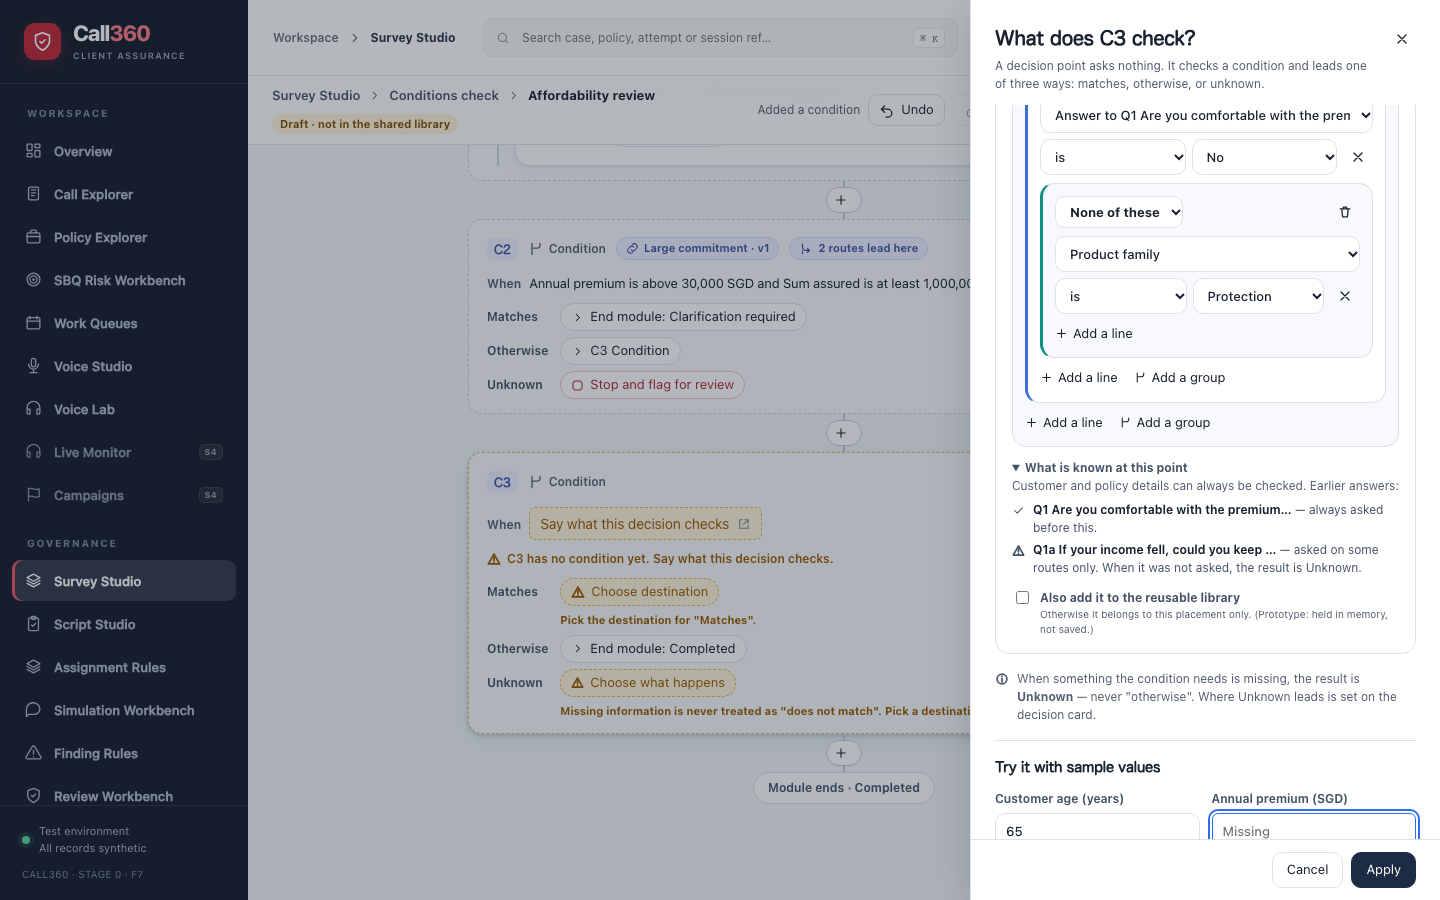 Call360
CLIENT ASSURANCE
WORKSPACE
Overview
Call Explorer
Policy Explorer
SBQ Risk Workbench
Work Queues
Voice Studio
Voice Lab
Live Monitor S4
Campaigns S4
GOVERNANCE
Survey Studio
Script Studio
Assignment Rules
Simulation Workbench
Finding Rules
Review Workbench
Test environment
All records synthetic
CALL360 · STAGE 0 · F7
Workspace > Survey Studio
Search case, policy, attempt or session ref...
⌘ K
Survey Studio > Conditions check > Affordability review
Draft · not in the shared library
Added a condition
Undo
C2 Condition Large commitment · v1 2 routes lead here
When Annual premium is above 30,000 SGD and Sum assured is at least 1,000,00
Matches End module: Clarification required
Otherwise C3 Condition
Unknown Stop and flag for review
C3 Condition
When Say what this decision checks
C3 has no condition yet. Say what this decision checks.
Matches Choose destination
Pick the destination for "Matches".
Otherwise End module: Completed
Unknown Choose what happens
Missing information is never treated as "does not match". Pick a destinati
Module ends · Completed
What does C3 check?
A decision point asks nothing. It checks a condition and leads one
of three ways: matches, otherwise, or unknown.
Answer to Q1 Are you comfortable with the pren
is No
None of these
Product family
is Protection
+ Add a line
+ Add a line Add a group
+ Add a line Add a group
▼ What is known at this point
Customer and policy details can always be checked. Earlier answers:
Q1 Are you comfortable with the premium... — always asked
before this.
Q1a If your income fell, could you keep ... — asked on some
routes only. When it was not asked, the result is Unknown.
Also add it to the reusable library
Otherwise it belongs to this placement only. (Prototype: held in memory,
not saved.)
When something the condition needs is missing, the result is
Unknown — never "otherwise". Where Unknown leads is set on the
decision card.
Try it with sample values
Customer age (years) Annual premium (SGD)
65 Missing
Cancel Apply